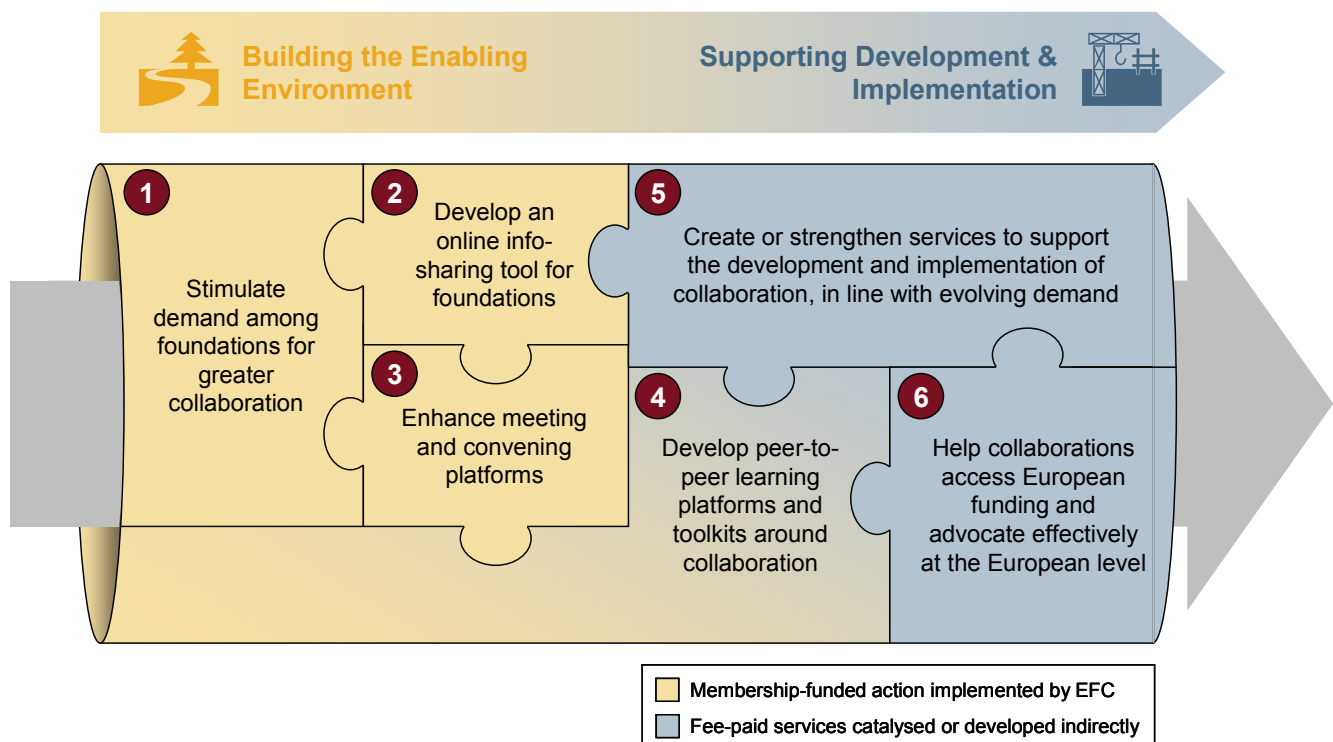 Building the Enabling
Environment
Supporting Development &
Implementation
1
Stimulate
demand among
foundations for
greater
collaboration
2
Develop an
online info-
sharing tool for
foundations
3
Enhance meeting
and convening
platforms
5
Create or strengthen services to support
the development and implementation of
collaboration, in line with evolving demand
4
Develop peer-to-
peer learning
platforms and
toolkits around
collaboration
6
Help collaborations
access European
funding and
advocate effectively
at the European level
Membership-funded action implemented by EFC
Fee-paid services catalysed or developed indirectly